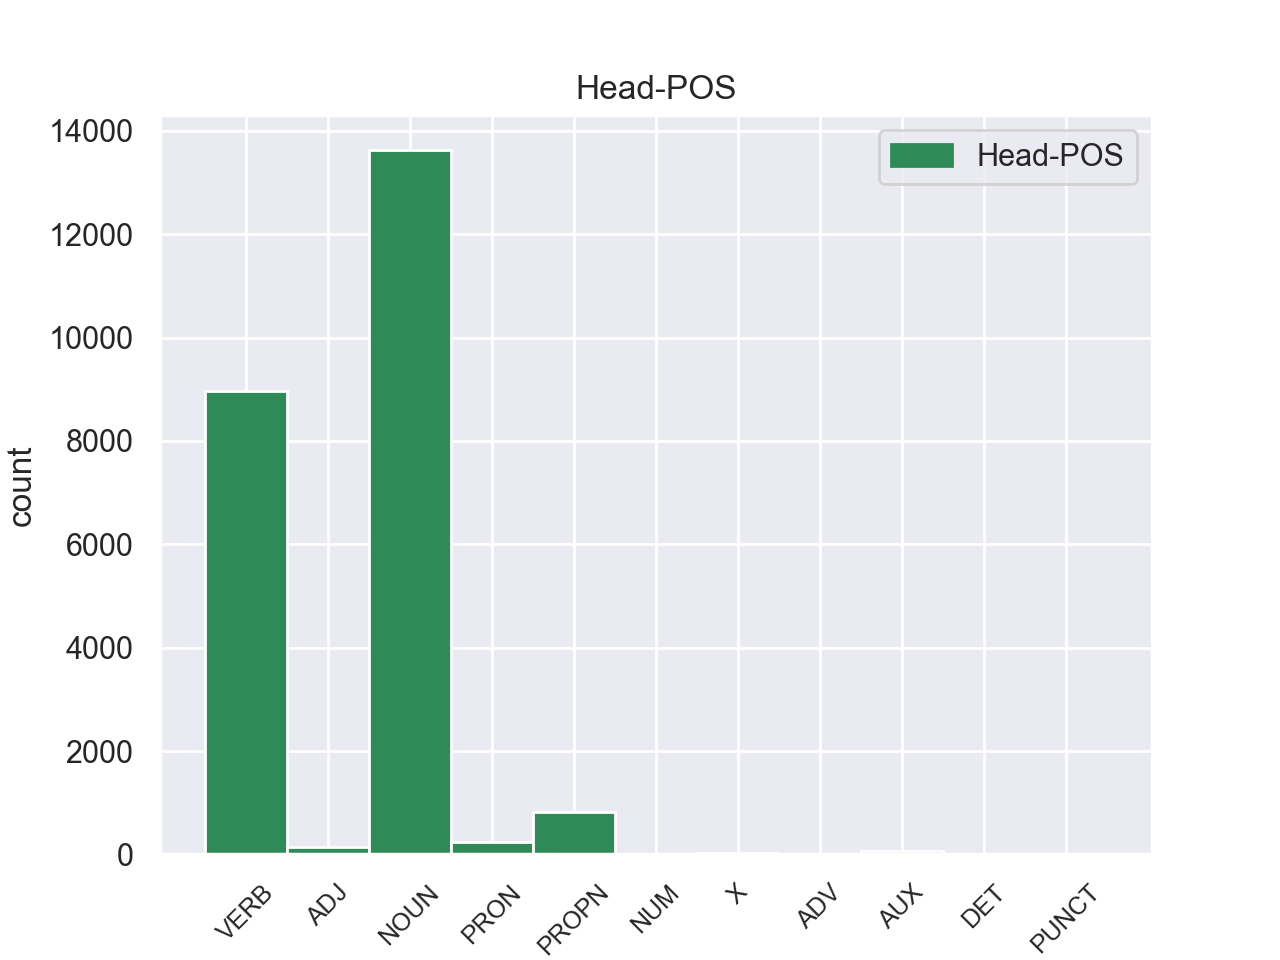 Head-POS
Head-POS
14000
12000
10000
8000
6000
4000
2000
0
count
VERB
ADJ
NOUN
PRON
PROPN
NUM
X
ADV
AUX
DET
PUNCT